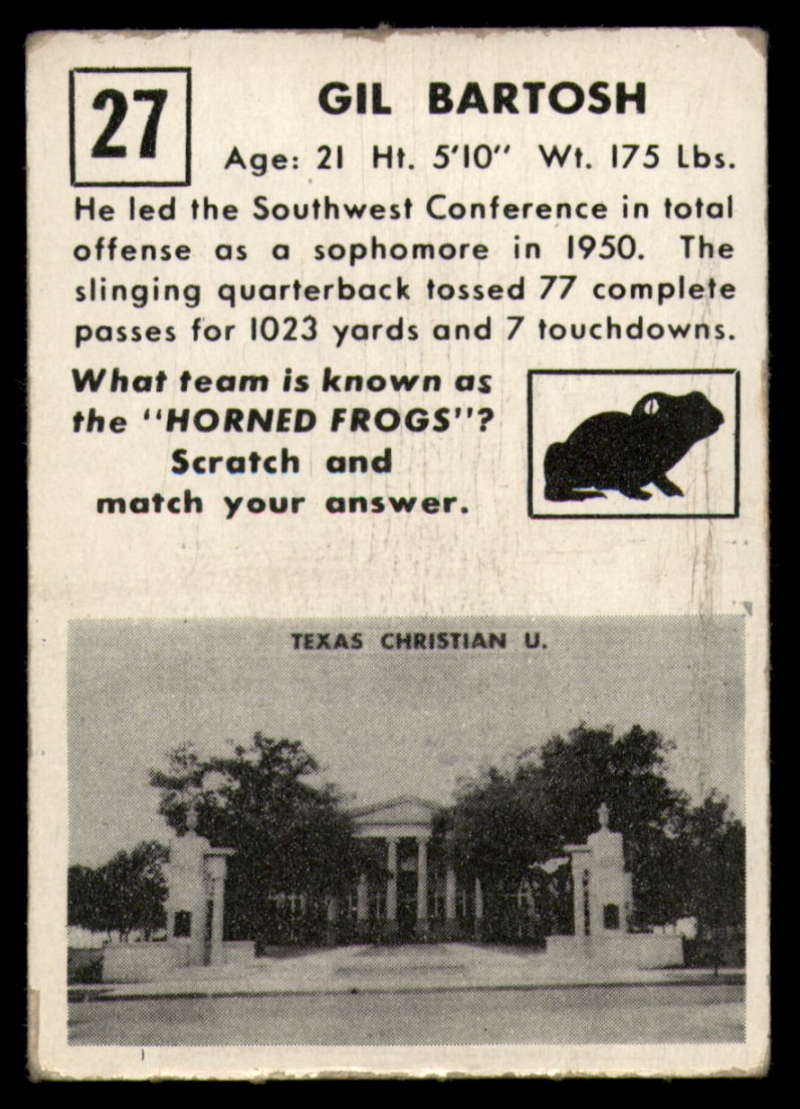 27
GIL BARTOSH
Age: 21 Ht. 5'10" Wt. 175 Lbs.
He led the Southwest Conference in total
offense as a sophomore in 1950. The
slinging quarterback tossed 77 complete
passes for 1023 yards and 7 touchdowns.
What team is known as
the "HORNED FROGS"?
Scratch and
match your answer.
TEXAS CHRISTIAN U.